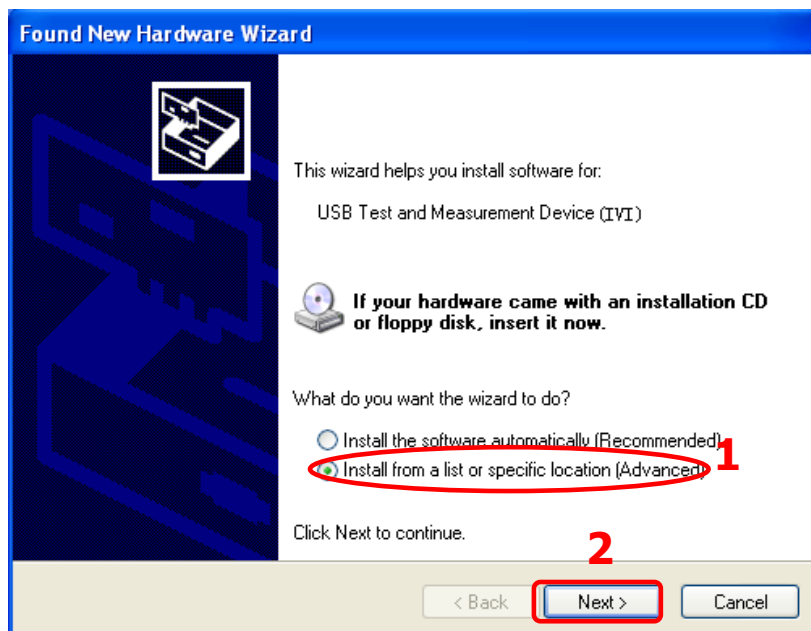 Found New Hardware Wizard
This wizard helps you install software for:
USB Test and Measurement Device (IVI)
If your hardware came with an installation CD
or floppy disk, insert it now.
What do you want the wizard to do?
Install the software automatically (Recommended)
Install from a list or specific location (Advanced)
1
Click Next to continue.
2
< Back
Next >
Cancel